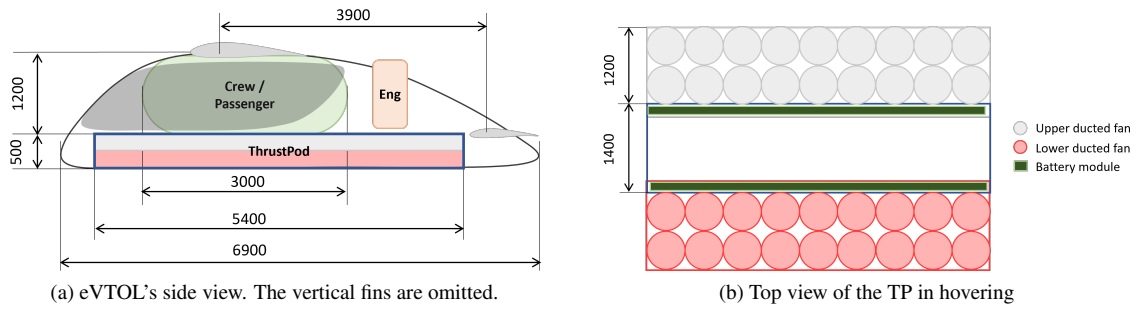 3900
1200
Crew /
Passenger
Eng
500
ThrustPod
3000
5400
6900
(a) eVTOL's side view. The vertical fins are omitted.
1200
1400
Upper ducted fan
Lower ducted fan
Battery module
(b) Top view of the TP in hovering